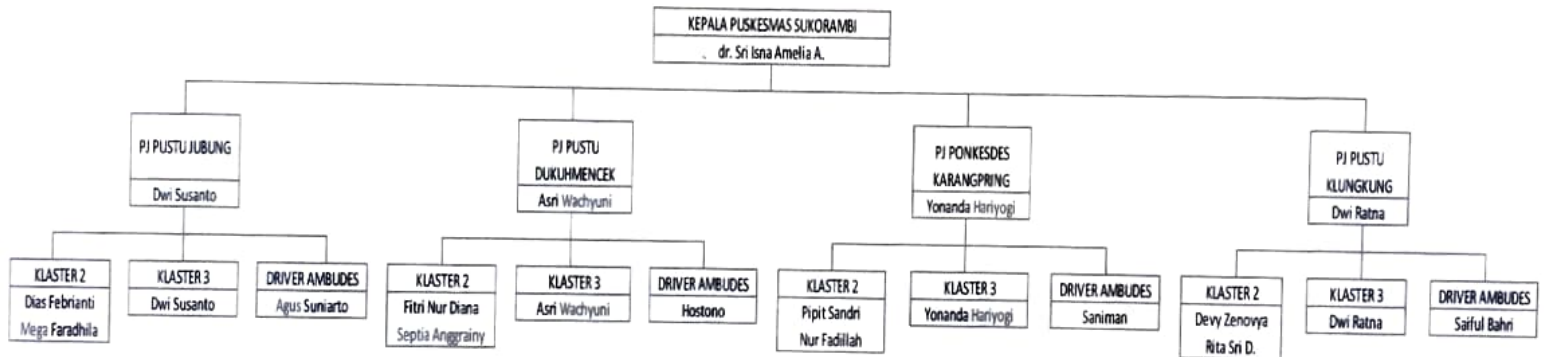 KEPALA PUSKESMAS SUKORAMBI
dr. Sri Isna Amelia A.
PJ PUSTU JUBUNG
Dwi Susanto
PJ PUSTU
DUKUHMENCEK
Asri Wachyuni
PJ PONKESDES
KARANGPRING
Yonanda Hariyogi
PJ PUSTU
KLUNGKUNG
Dwi Ratna
KLASTER 2
Dias Febrianti
Mega Faradhila
KLASTER 3
Dwi Susanto
DRIVER AMBUDES
Agus Suniarto
KLASTER 2
Fitri Nur Diana
Septia Anggrainy
KLASTER 3
Asri Wachyuni
DRIVER AMBUDES
Hostono
KLASTER 2
Pipit Sandri
Nur Fadillah
KLASTER 3
Yonanda Hariyogi
DRIVER AMBUDES
Saniman
KLASTER 2
Devy Zenovya
Rita Sri D.
KLASTER 3
Dwi Ratna
DRIVER AMBUDES
Saiful Bahri